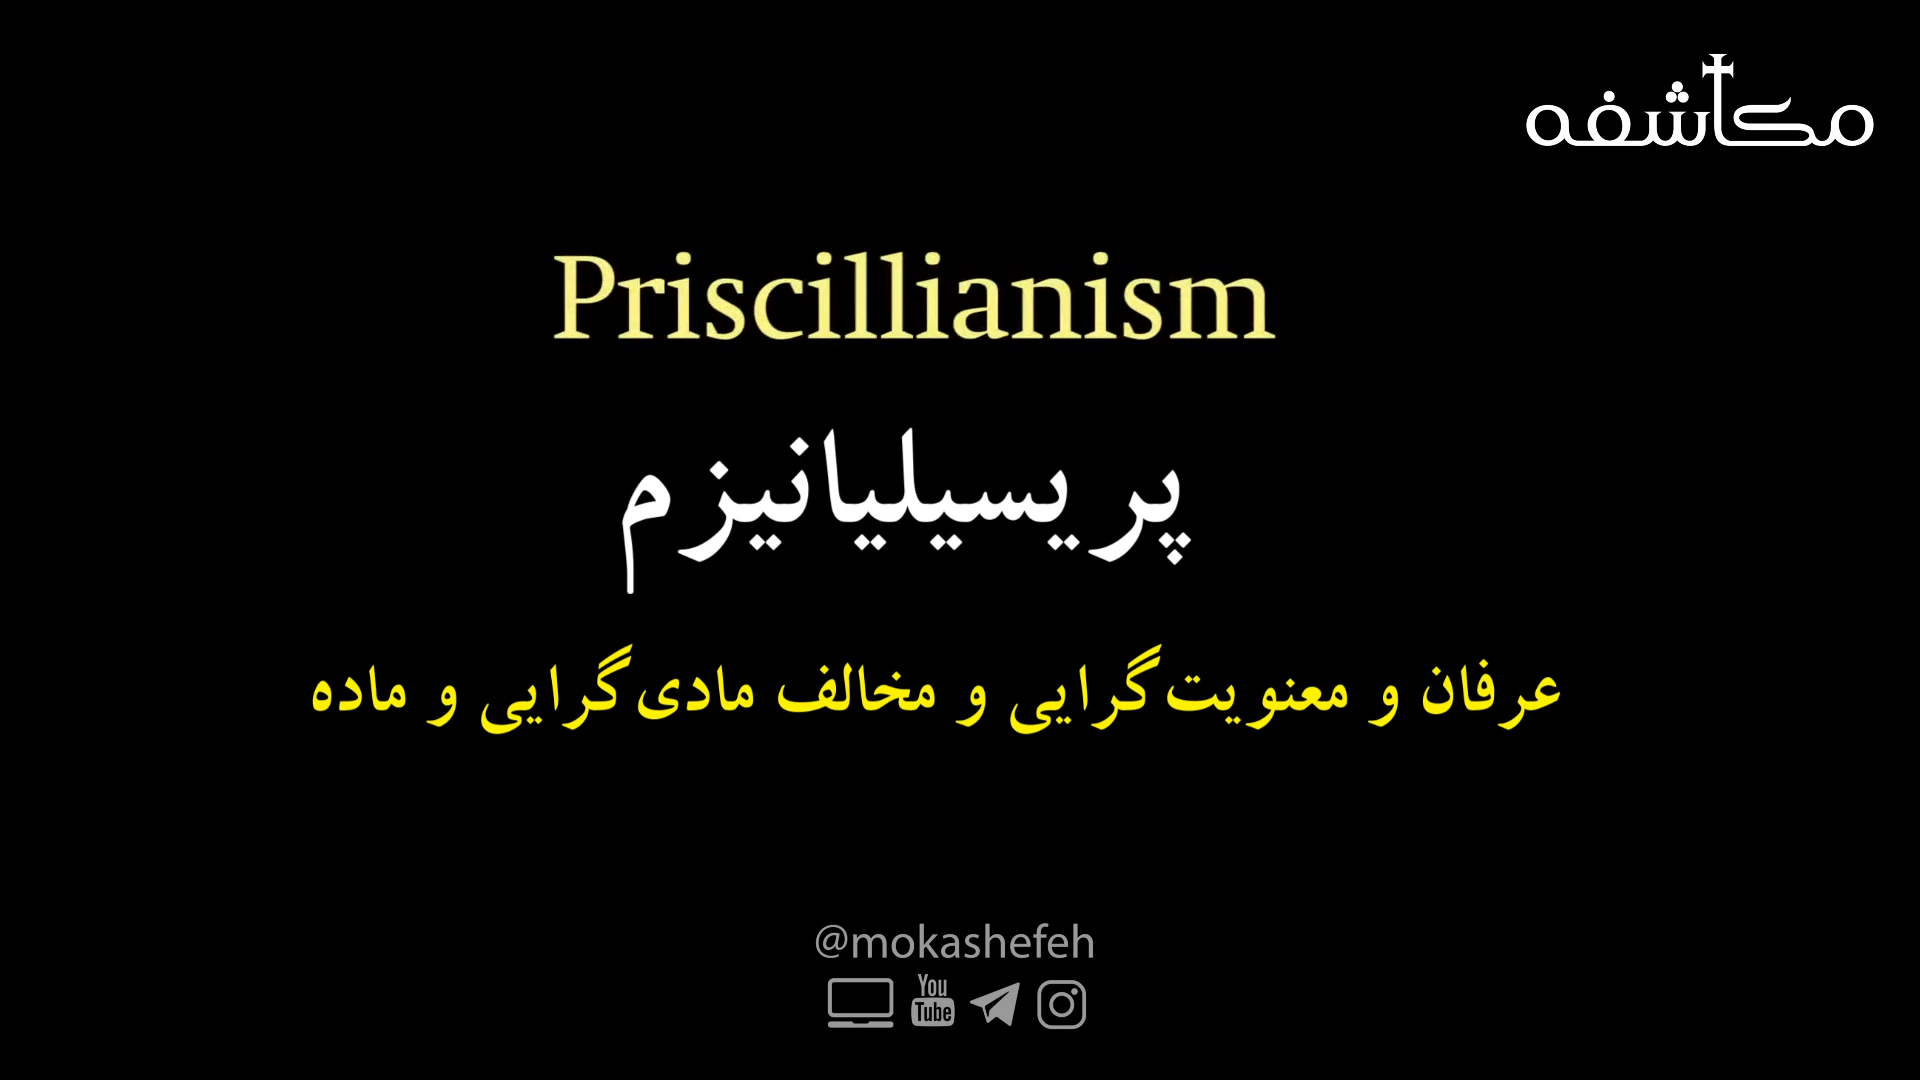 مکاشفه
Priscillianism
پریسیلیانیزم
عرفان و معنویت‌گرایی و مخالف مادی‌گرایی و ماده
@mokashefeh
You
Tube